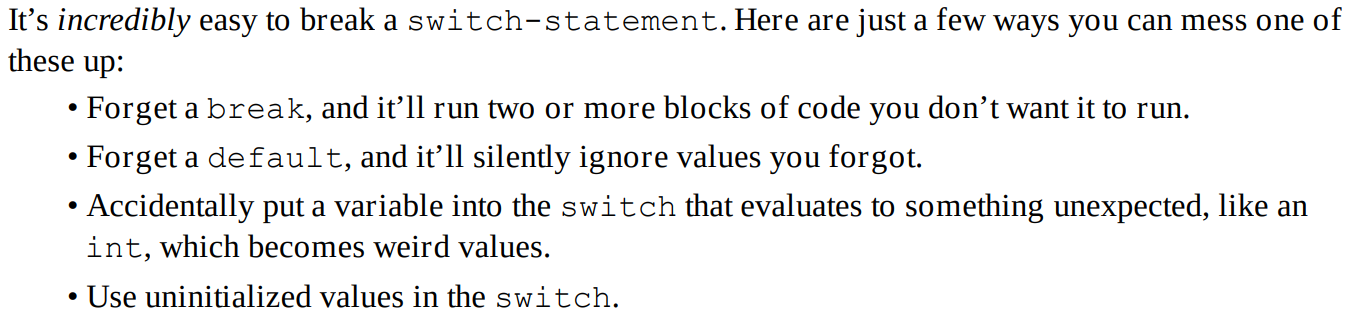 It’s incredibly easy to break a switch-statement. Here are just a few ways you can mess one of
these up:
• Forget a break, and it’ll run two or more blocks of code you don’t want it to run.
• Forget a default, and it’ll silently ignore values you forgot.
• Accidentally put a variable into the switch that evaluates to something unexpected, like an
int, which becomes weird values.
• Use uninitialized values in the switch.